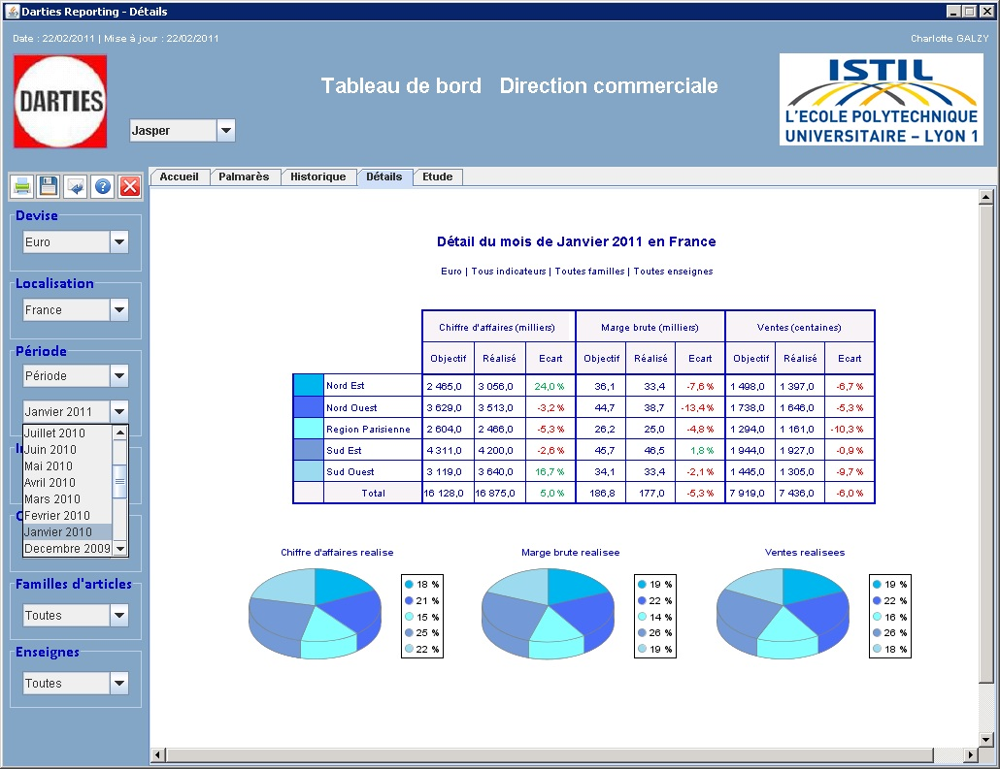 Darties Reporting - Détails
Date : 22/02/2011 | Mise à jour : 22/02/2011
Charlotte GALZY
DARTIES
Jasper
Tableau de bord Direction commerciale
ISTIL
L'ECOLE POLYTECHNIQUE
UNIVERSITAIRE – LYON 1
Accueil Palmarès Historique Détails Etude
Devise
Euro
Localisation
France
Période
Période
Janvier 2011
Juillet 2010
Juin 2010
Mai 2010
Avril 2010
Mars 2010
Fevrier 2010
Janvier 2010
Decembre 2009
Familles d'articles
Toutes
Enseignes
Toutes
Détail du mois de Janvier 2011 en France
Euro | Tous indicateurs | Toutes familles | Toutes enseignes
Chiffre d'affaires (milliers) Marge brute (milliers) Ventes (centaines)
Objectif Réalisé Ecart Objectif Réalisé Ecart Objectif Réalisé Ecart
Nord Est 2 465,0 3 056,0 24,0 % 36,1 33,4 -7,6 % 1 498,0 1 397,0 -6,7 %
Nord Ouest 3 629,0 3 513,0 -3,2 % 44,7 38,7 -13,4 % 1 738,0 1 646,0 -5,3 %
Region Parisienne 2 604,0 2 466,0 -5,3 % 26,2 25,0 -4,8 % 1 294,0 1 161,0 -10,3 %
Sud Est 4 311,0 4 200,0 -2,6 % 45,7 46,5 1,8 % 1 944,0 1 927,0 -0,9 %
Sud Ouest 3 119,0 3 640,0 16,7 % 34,1 33,4 -2,1 % 1 445,0 1 305,0 -9,7 %
Total 16 128,0 16 875,0 5,0 % 186,8 177,0 -5,3 % 7 919,0 7 436,0 -6,0 %
Chiffre d'affaires realise
18 %
21 %
15 %
25 %
22 %
Marge brute realisee
19 %
22 %
14 %
26 %
19 %
Ventes realisees
19 %
22 %
16 %
26 %
18 %